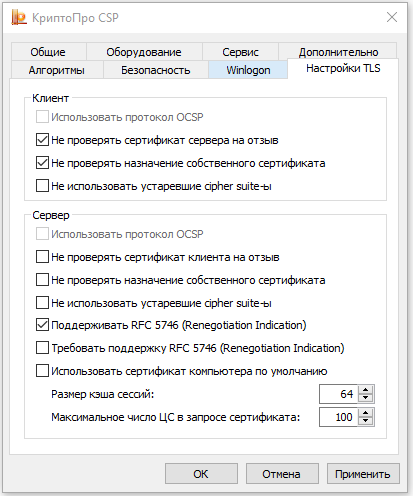 КриптоПро CSP
Общие Оборудование Сервис Дополнительно
Алгоритмы Безопасность Winlogon Настройки TLS
Клиент
Использовать протокол OCSP
Не проверять сертификат сервера на отзыв
Не проверять назначение собственного сертификата
Не использовать устаревшие cipher suite-ы
Сервер
Использовать протокол OCSP
Не проверять сертификат клиента на отзыв
Не проверять назначение собственного сертификата
Не использовать устаревшие cipher suite-ы
Поддерживать RFC 5746 (Renegotiation Indication)
Требовать поддержку RFC 5746 (Renegotiation Indication)
Использовать сертификат компьютера по умолчанию
Размер кэша сессий: 64
Максимальное число ЦС в запросе сертификата: 100
ОК Отмена Применить